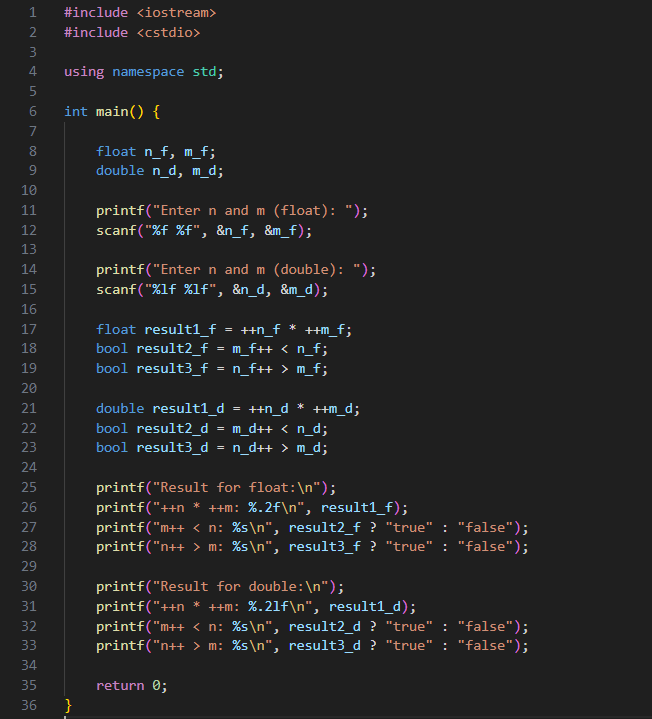 1 #include <iostream>
2 #include <cstdio>
3
4 using namespace std;
5
6 int main() {
7
8     float n_f, m_f;
9     double n_d, m_d;
10
11     printf("Enter n and m (float): ");
12     scanf("%f %f", &n_f, &m_f);
13
14     printf("Enter n and m (double): ");
15     scanf("%lf %lf", &n_d, &m_d);
16
17     float result1_f = ++n_f * ++m_f;
18     bool result2_f = m_f++ < n_f;
19     bool result3_f = n_f++ > m_f;
20
21     double result1_d = ++n_d * ++m_d;
22     bool result2_d = m_d++ < n_d;
23     bool result3_d = n_d++ > m_d;
24
25     printf("Result for float:\n");
26     printf("++n * ++m: %.2f\n", result1_f);
27     printf("m++ < n: %s\n", result2_f ? "true" : "false");
28     printf("n++ > m: %s\n", result3_f ? "true" : "false");
29
30     printf("Result for double:\n");
31     printf("++n * ++m: %.2lf\n", result1_d);
32     printf("m++ < n: %s\n", result2_d ? "true" : "false");
33     printf("n++ > m: %s\n", result3_d ? "true" : "false");
34
35     return 0;
36 }